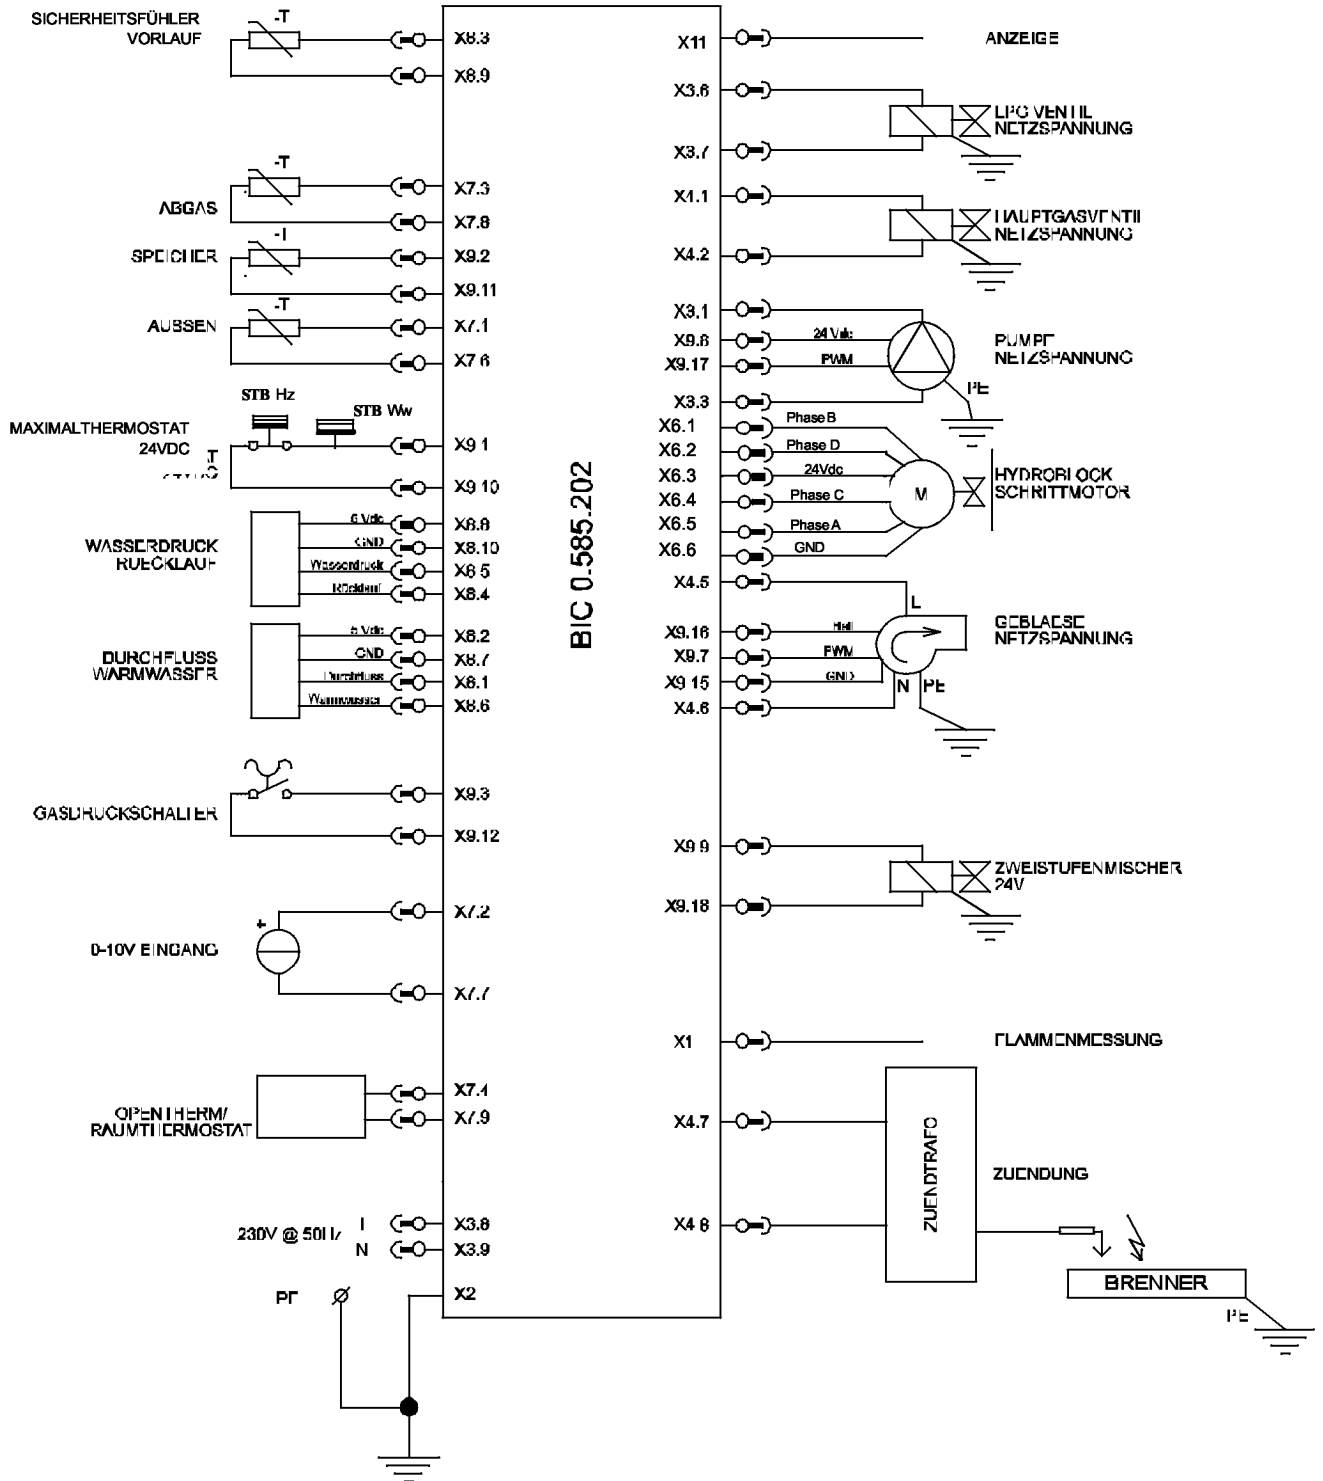 SICHERHEITSFÜHLER
VORLAUF
-T
X8.3
X8.9
ABGAS
-T
X7.3
X7.8
SPEICHER
X9.2
X9.11
AUSSEN
-T
X7.1
X7.6
STB Hz
STB Ww
MAXIMALTHERMOSTAT
24VDC
-T
X9.1
X9.10
WASSERDRUCK
RUECKLAUF
5 Vdc
GND
Wasserdruck
Rücklauf
X8.8
X8.10
X8.5
X8.4
DURCHFLUSS
WARMWASSER
5 Vdc
GND
Durchfluss
Warmwasser
X8.2
X8.7
X8.1
X8.6
GASDRUCKSCHALTER
X9.3
X9.12
0-10V EINGANG
+
X7.2
X7.7
OPENTHERM/
RAUMTHERMOSTAT
X7.4
X7.9
230V @ 50Hz
L
N
X3.8
X3.9
PE
X2
BIC 0.585.202
X11
ANZEIGE
X3.6
X3.7
LPG VENTIL
NETZSPANNUNG
X4.1
X4.2
HAUPTGASVENTIL
NETZSPANNUNG
X3.1
X9.8
24 Vdc
X9.17
PWM
X3.3
PUMPE
NETZSPANNUNG
PE
X6.1
Phase B
X6.2
Phase D
X6.3
24Vdc
X6.4
Phase C
X6.5
Phase A
X6.6
GND
M
HYDROBLOCK
SCHRITTMOTOR
X4.5
L
X9.16
Hall
X9.7
PWM
X9.15
GND
X4.6
N
PE
GEBLAESE
NETZSPANNUNG
X9.9
X9.18
ZWEISTUFENMISCHER
24V
X1
FLAMMENMESSUNG
X4.7
X4.8
ZUENDTRAFO
ZUENDUNG
BRENNER
PE